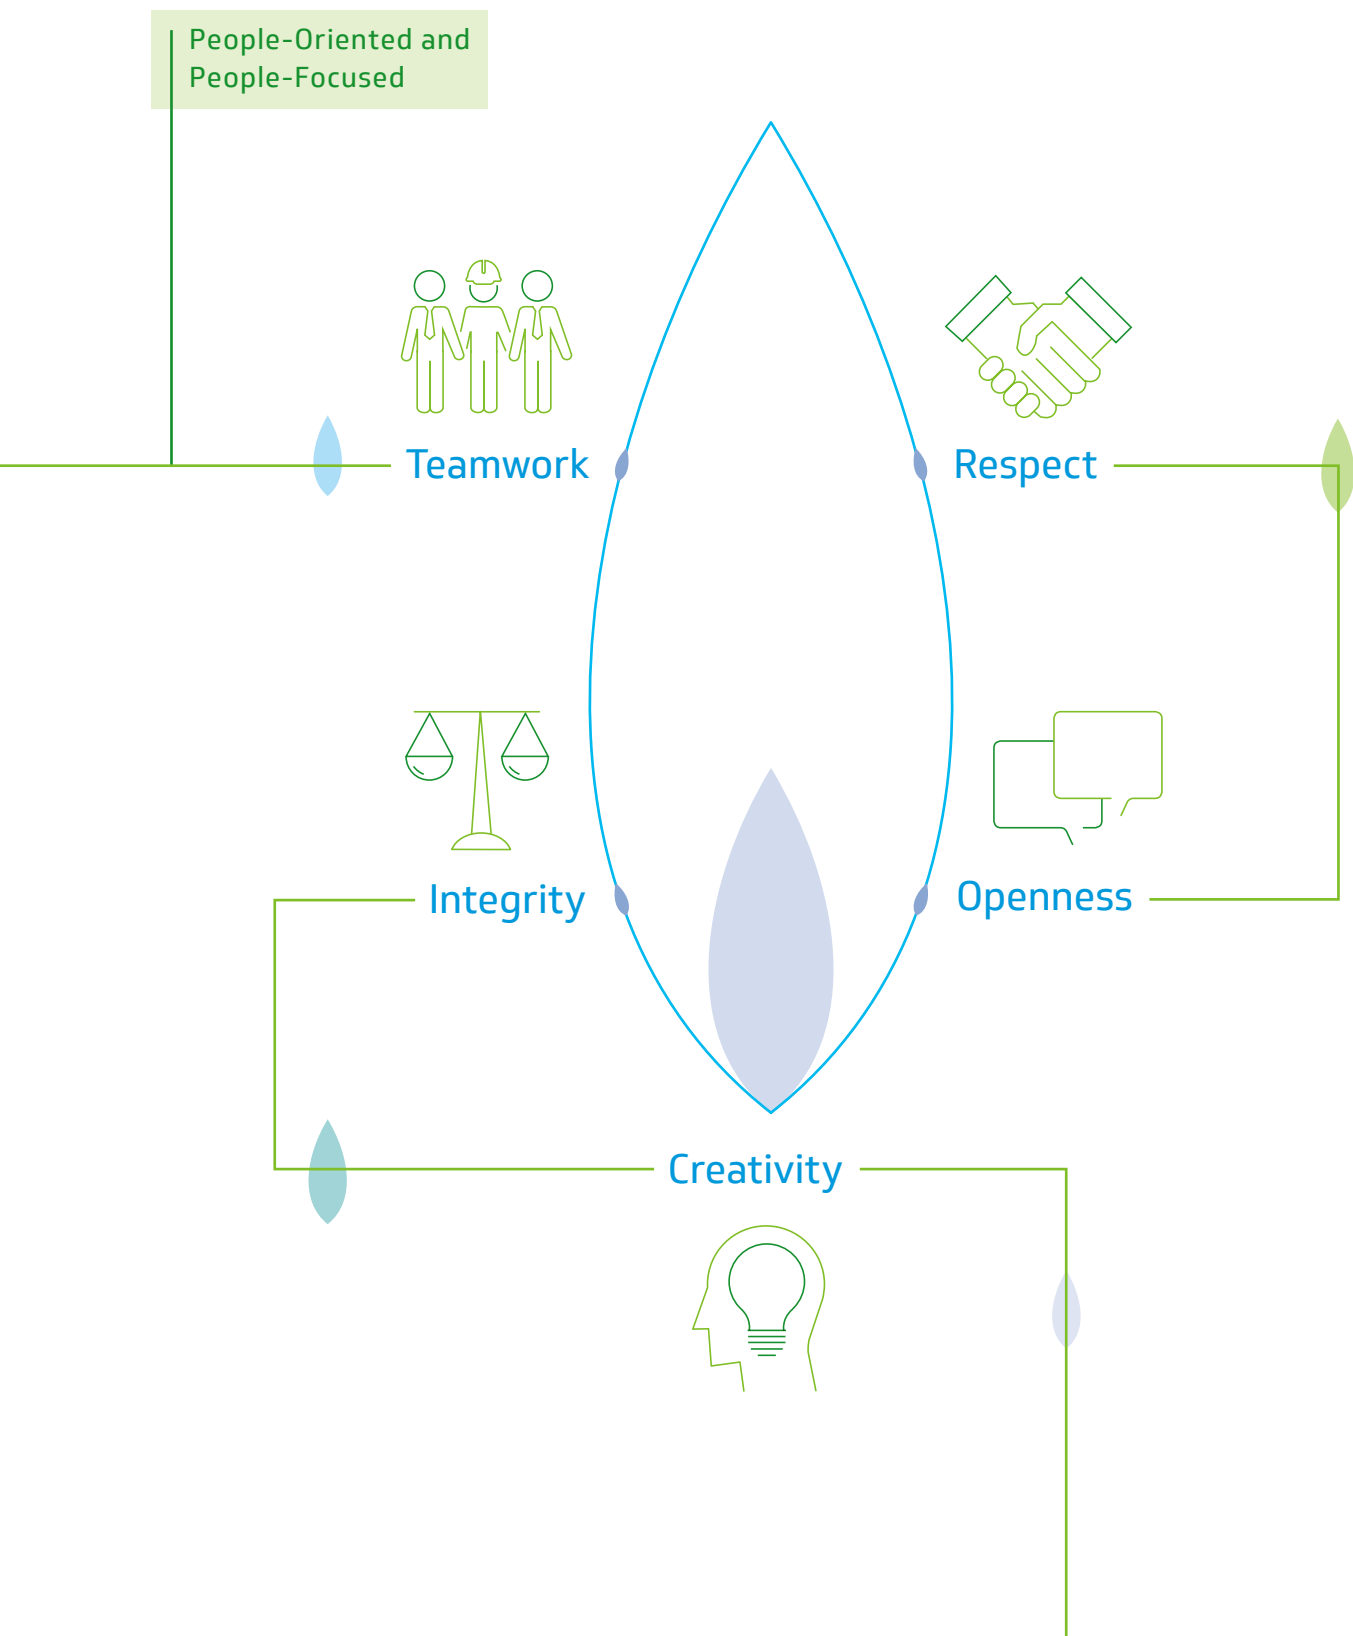 People-Oriented and
People-Focused
Teamwork
Respect
Integrity
Openness
Creativity